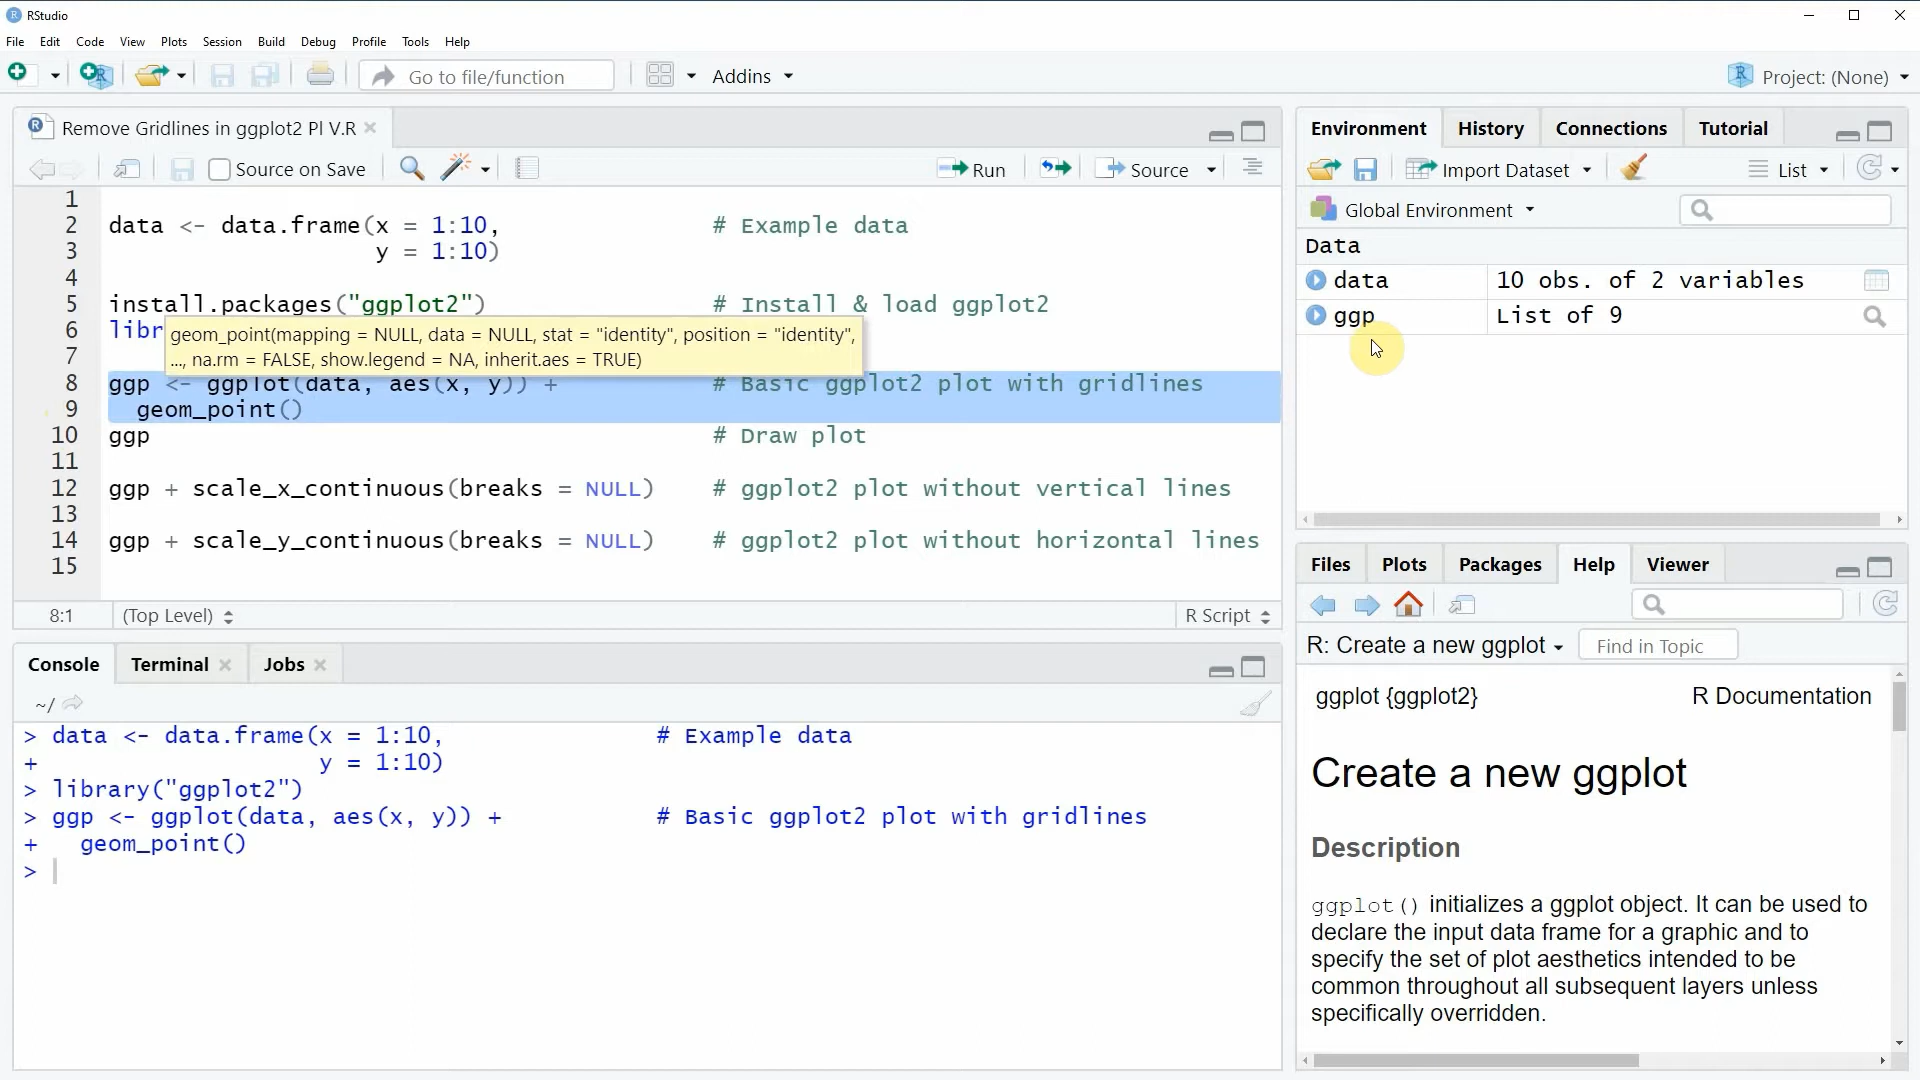 RStudio
File Edit Code View Plots Session Build Debug Profile Tools Help
Go to file/function
Addins
Project: (None)
Remove Gridlines in ggplot2 Pl V.R
Source on Save
Run
Source
1
2 data <- data.frame(x = 1:10, # Example data
3 y = 1:10)
4
5 install.packages("ggplot2") # Install & load ggplot2
6 libr
geom_point(mapping = NULL, data = NULL, stat = "identity", position = "identity",
..., na.rm = FALSE, show.legend = NA, inherit.aes = TRUE)
7
8 ggp <- ggplot(data, aes(x, y)) + # Basic ggplot2 plot with gridlines
9 geom_point()
10 ggp # Draw plot
11
12 ggp + scale_x_continuous(breaks = NULL) # ggplot2 plot without vertical lines
13
14 ggp + scale_y_continuous(breaks = NULL) # ggplot2 plot without horizontal lines
15
8:1 (Top Level) R Script
Console Terminal Jobs
~/
> data <- data.frame(x = 1:10, # Example data
+ y = 1:10)
> library("ggplot2")
> ggp <- ggplot(data, aes(x, y)) + # Basic ggplot2 plot with gridlines
+ geom_point()
>
Environment History Connections Tutorial
Import Dataset List
Global Environment
Data
data 10 obs. of 2 variables
ggp List of 9
Files Plots Packages Help Viewer
R: Create a new ggplot Find in Topic
ggplot {ggplot2} R Documentation
Create a new ggplot
Description
ggplot() initializes a ggplot object. It can be used to
declare the input data frame for a graphic and to
specify the set of plot aesthetics intended to be
common throughout all subsequent layers unless
specifically overridden.